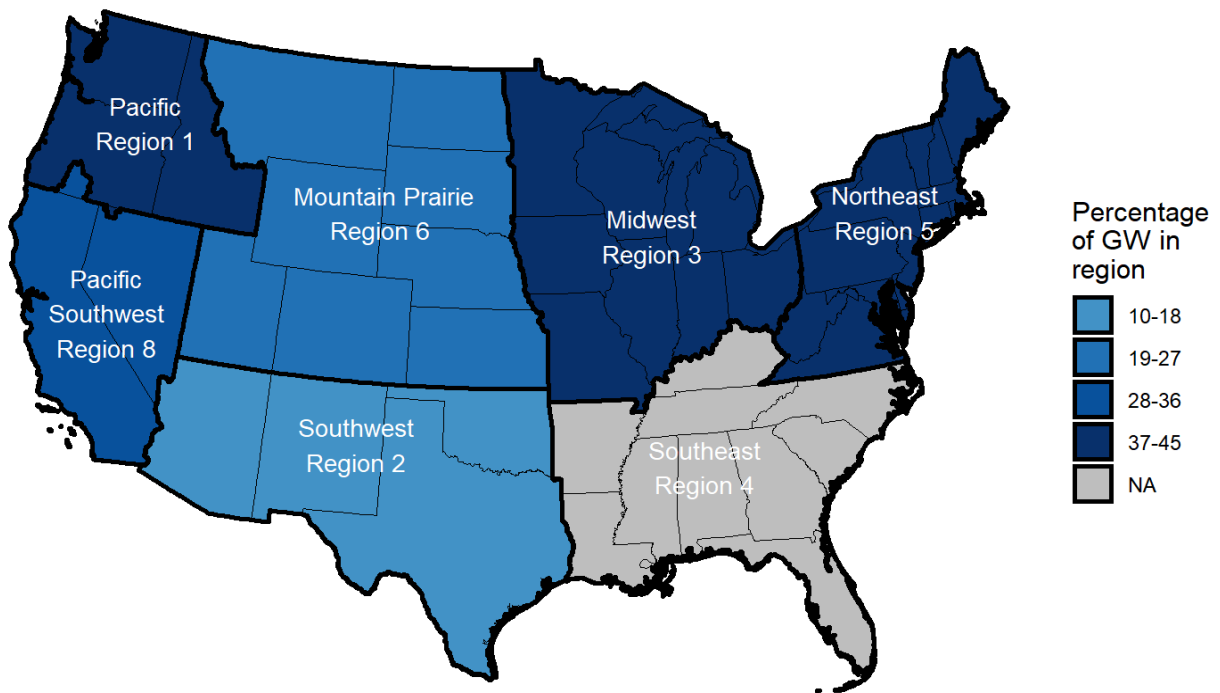 Pacific
Region 1
Mountain Prairie
Region 6
Midwest
Region 3
Northeast
Region 5
Pacific
Southwest
Region 8
Southwest
Region 2
Southeast
Region 4
Percentage
of GW in
region
10-18
19-27
28-36
37-45
NA